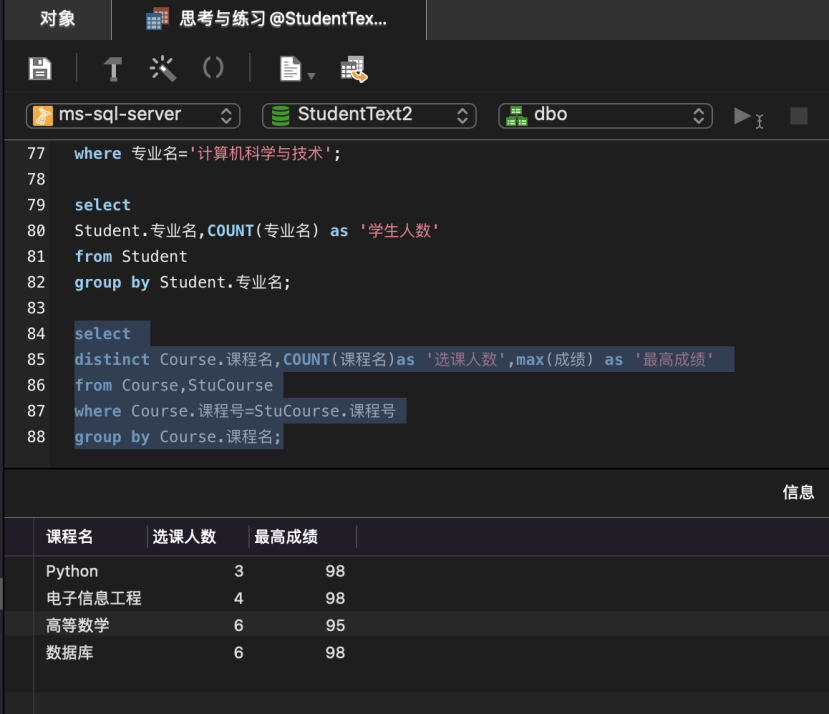 对象
思考与练习 @StudentTex...
ms-sql-server
StudentText2
dbo
77 where 专业名='计算机科学与技术';
78
79 select
80 Student.专业名,COUNT(专业名) as '学生人数'
81 from Student
82 group by Student.专业名;
83
84 select
85 distinct Course.课程名,COUNT(课程名)as '选课人数',max(成绩) as '最高成绩'
86 from Course,StuCourse
87 where Course.课程号=StuCourse.课程号
88 group by Course.课程名;
信息
课程名 选课人数 最高成绩
Python 3 98
电子信息工程 4 98
高等数学 6 95
数据库 6 98